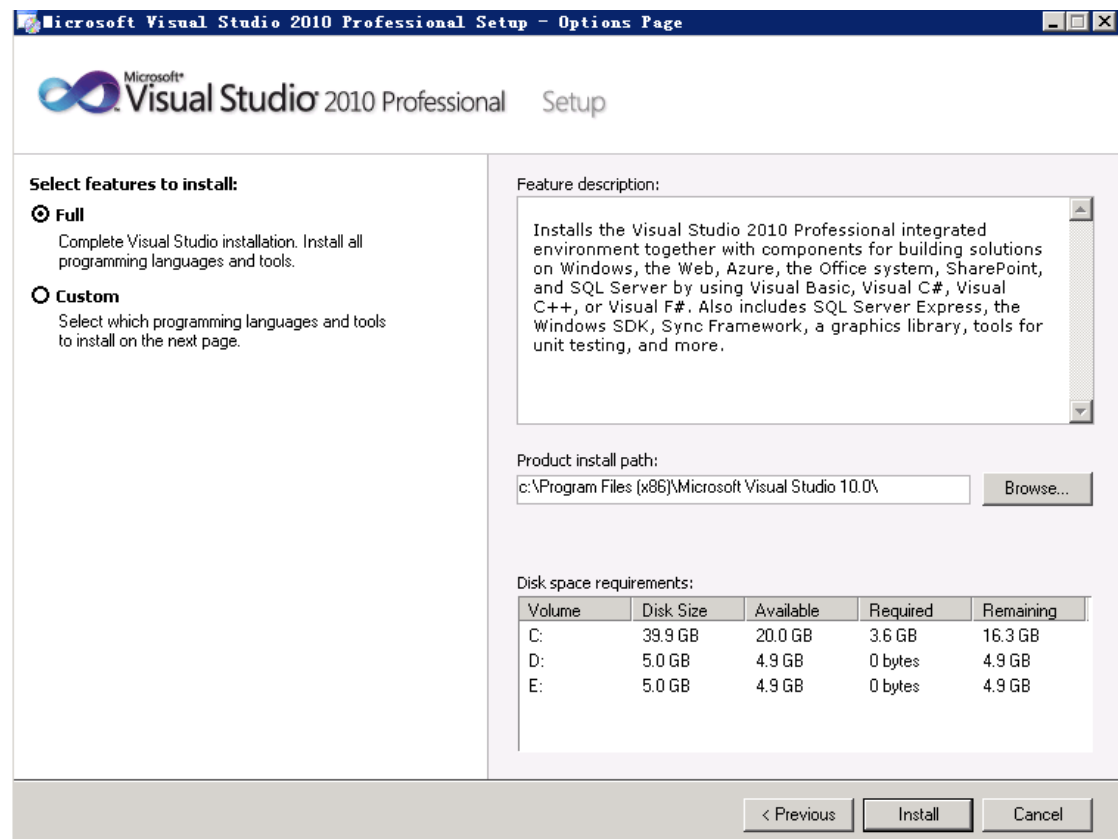 Microsoft Visual Studio 2010 Professional Setup - Options Page
Microsoft®
Visual Studio® 2010 Professional Setup
Select features to install:
Full
Complete Visual Studio installation. Install all
programming languages and tools.
Custom
Select which programming languages and tools
to install on the next page.
Feature description:
Installs the Visual Studio 2010 Professional integrated
environment together with components for building solutions
on Windows, the Web, Azure, the Office system, SharePoint,
and SQL Server by using Visual Basic, Visual C#, Visual
C++, or Visual F#. Also includes SQL Server Express, the
Windows SDK, Sync Framework, a graphics library, tools for
unit testing, and more.
Product install path:
c:\Program Files (x86)\Microsoft Visual Studio 10.0\
Browse...
Disk space requirements:
Volume Disk Size Available Required Remaining
C: 39.9 GB 20.0 GB 3.6 GB 16.3 GB
D: 5.0 GB 4.9 GB 0 bytes 4.9 GB
E: 5.0 GB 4.9 GB 0 bytes 4.9 GB
< Previous Install Cancel